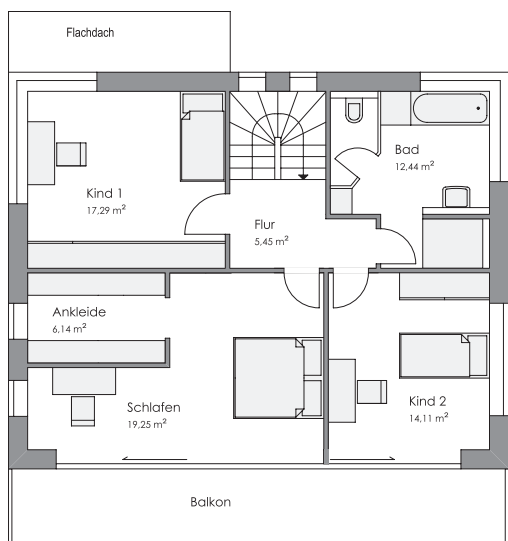 Flachdach
Bad
12,44 m²
Kind 1
17,29 m²
Flur
5,45 m²
Ankleide
6,14 m²
Schlafen
19,25 m²
Kind 2
14,11 m²
Balkon